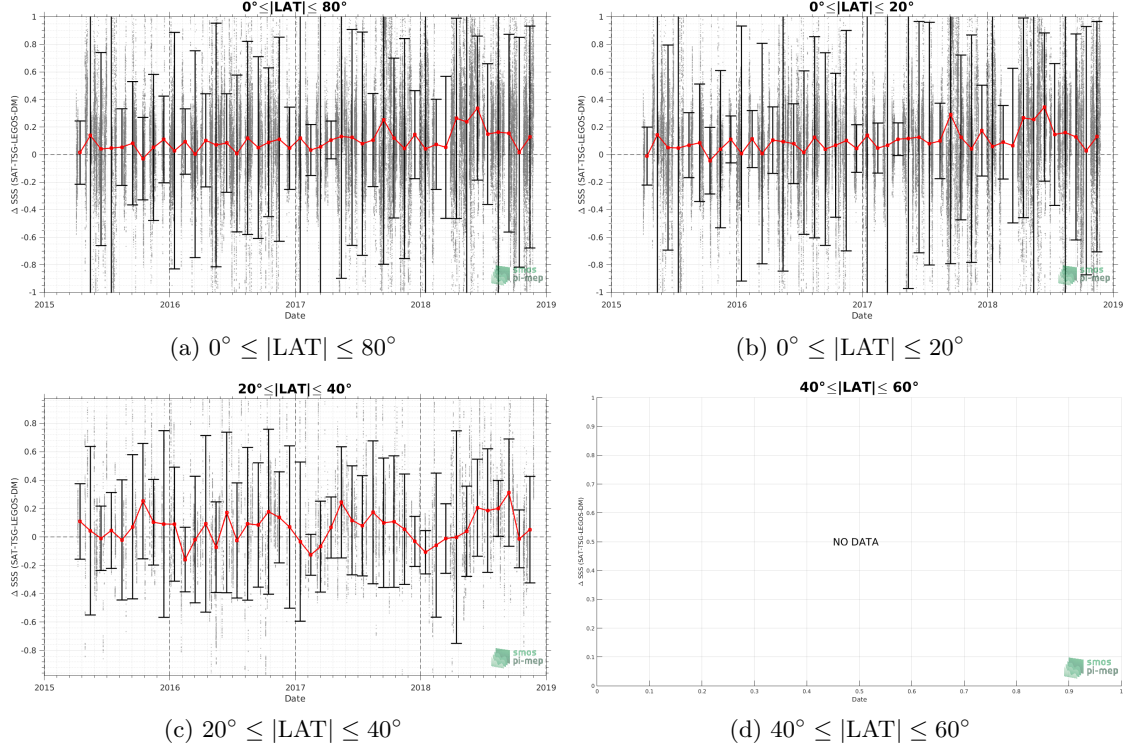 0°≤|LAT|≤ 80°
Δ SSS (SAT-TSG-LEGOS-DM)
1
0.8
0.6
0.4
0.2
0
-0.2
-0.4
-0.6
-0.8
-1
2015
2016
2017
2018
2019
Date
smos
pi-mep
(a) 0° ≤ |LAT| ≤ 80°
0°≤|LAT|≤ 20°
Δ SSS (SAT-TSG-LEGOS-DM)
1
0.8
0.6
0.4
0.2
0
-0.2
-0.4
-0.6
-0.8
-1
2015
2016
2017
2018
2019
Date
smos
pi-mep
(b) 0° ≤ |LAT| ≤ 20°
20°≤|LAT|≤ 40°
Δ SSS (SAT-TSG-LEGOS-DM)
0.8
0.6
0.4
0.2
0
-0.2
-0.4
-0.6
-0.8
2015
2016
2017
2018
2019
Date
smos
pi-mep
(c) 20° ≤ |LAT| ≤ 40°
40°≤|LAT|≤ 60°
Δ SSS (SAT-TSG-LEGOS-DM)
1
0.9
0.8
0.7
0.6
0.5
0.4
0.3
0.2
0.1
0
NO DATA
0
0.1
0.2
0.3
0.4
0.5
0.6
0.7
0.8
0.9
1
Date
smos
pi-mep
(d) 40° ≤ |LAT| ≤ 60°